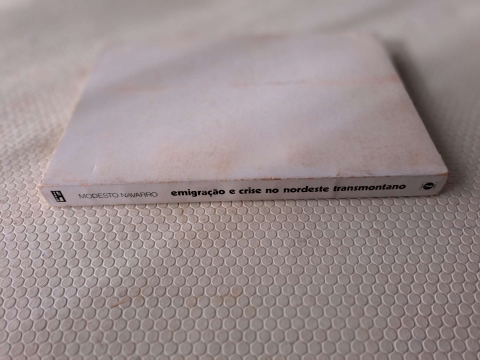 MODESTO NAVARRO emigração e crise no nordeste transmontano